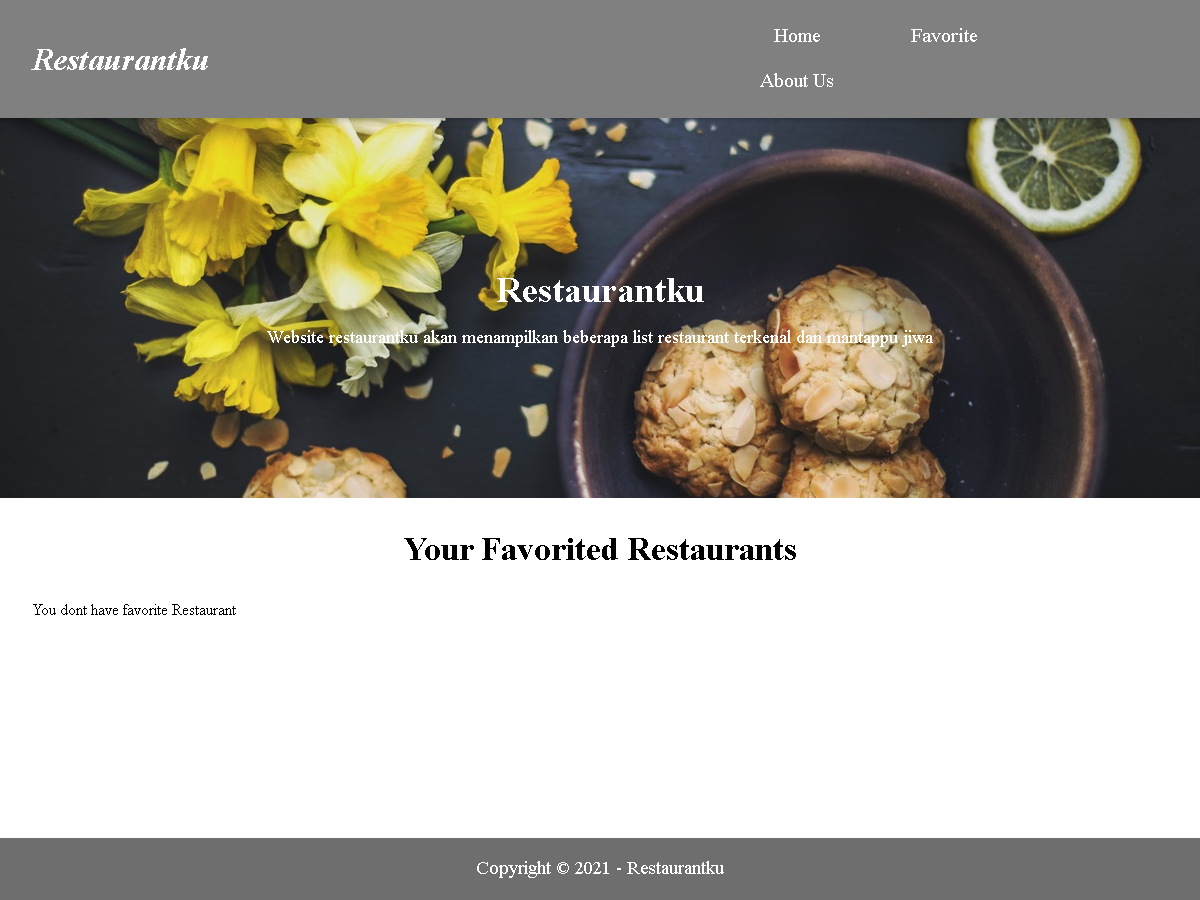 Restaurantku
Home
Favorite
About Us
Restaurantku
Website restaurantku akan menampilkan beberapa list restaurant terkenal dan mantappu jiwa
Your Favorited Restaurants
You dont have favorite Restaurant
Copyright © 2021 - Restaurantku